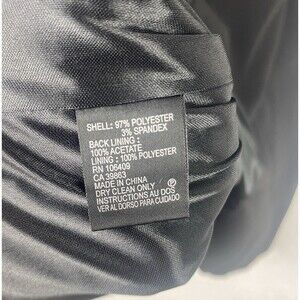 SHELL: 97% POLYESTER
3% SPANDEX
BACK LINING :
100% ACETATE
LINING : 100% POLYESTER
RN 106409
CA 39863
MADE IN CHINA
DRY CLEAN ONLY Ⓟ
INSTRUCTIONS AU DOS
VER AL DORSO PARA CUIDADO